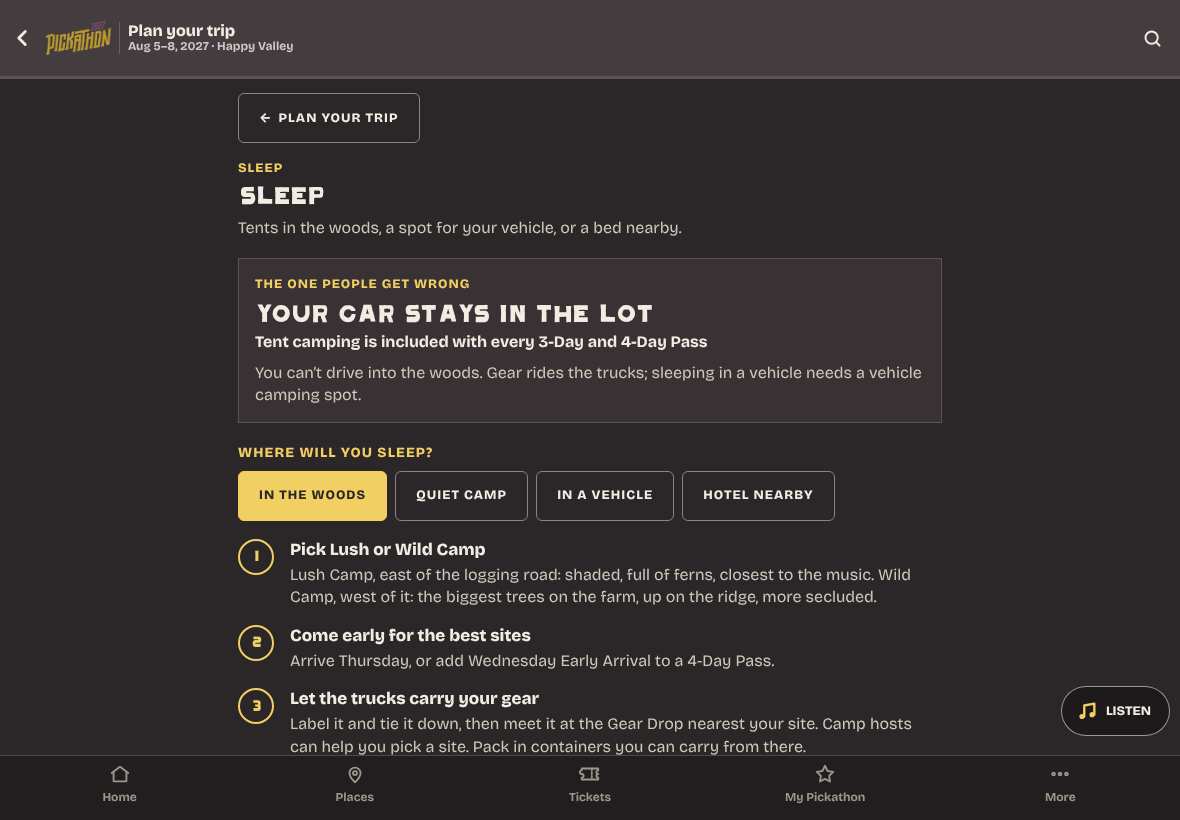 PICKATHON
Plan your trip
Aug 5–8, 2027 · Happy Valley
← PLAN YOUR TRIP
SLEEP
SLEEP
Tents in the woods, a spot for your vehicle, or a bed nearby.
THE ONE PEOPLE GET WRONG
YOUR CAR STAYS IN THE LOT
Tent camping is included with every 3-Day and 4-Day Pass
You can’t drive into the woods. Gear rides the trucks; sleeping in a vehicle needs a vehicle
camping spot.
WHERE WILL YOU SLEEP?
IN THE WOODS
QUIET CAMP
IN A VEHICLE
HOTEL NEARBY
1
Pick Lush or Wild Camp
Lush Camp, east of the logging road: shaded, full of ferns, closest to the music. Wild
Camp, west of it: the biggest trees on the farm, up on the ridge, more secluded.
2
Come early for the best sites
Arrive Thursday, or add Wednesday Early Arrival to a 4-Day Pass.
3
Let the trucks carry your gear
Label it and tie it down, then meet it at the Gear Drop nearest your site. Camp hosts
can help you pick a site. Pack in containers you can carry from there.
LISTEN
Home
Places
Tickets
My Pickathon
More